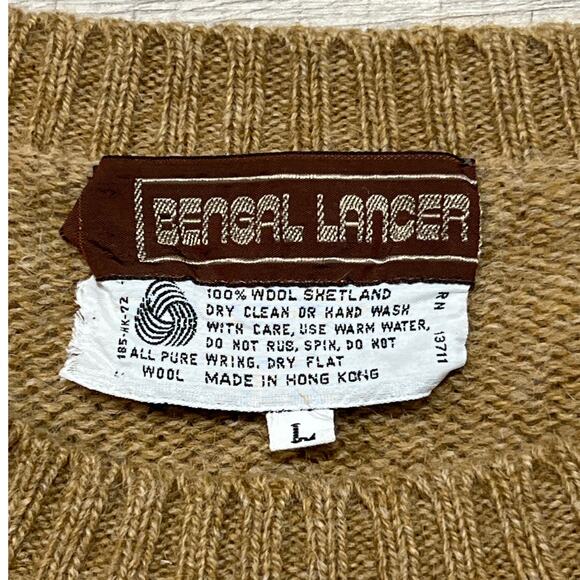 BENGAL LANCER
185-HK-72
100% WOOL SHETLAND
DRY CLEAN OR HAND WASH
WITH CARE, USE WARM WATER,
DO NOT RUB, SPIN, DO NOT
WRING. DRY FLAT
MADE IN HONG KONG
ALL PURE
WOOL
RN 13711
L